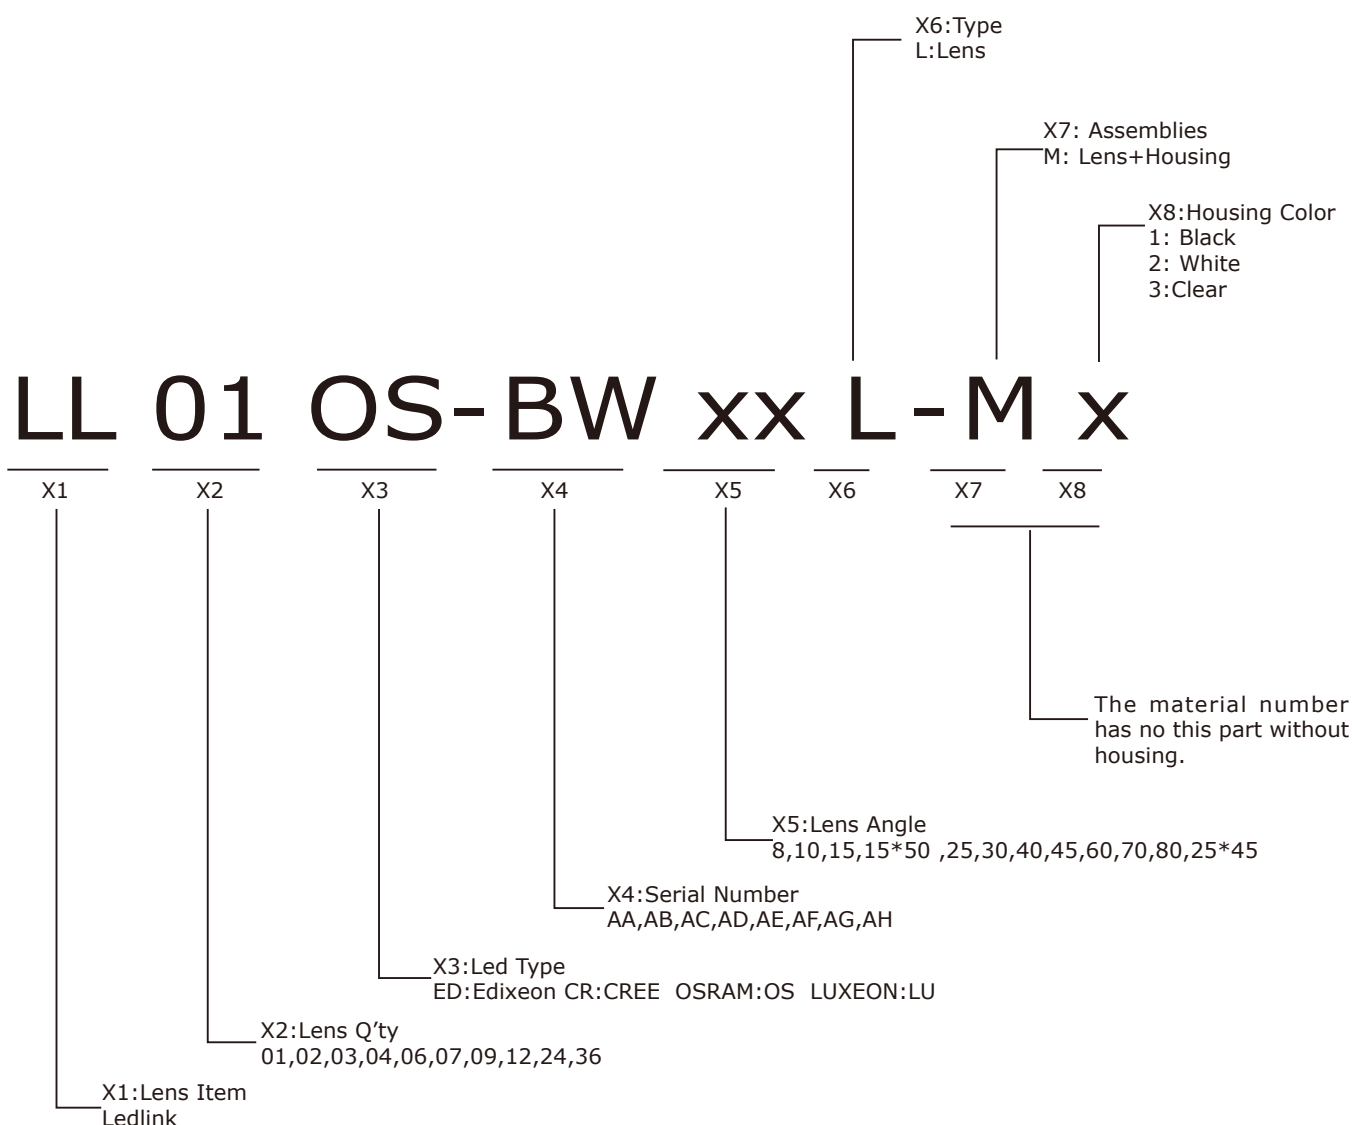 X6:Type
L:Lens
X7: Assemblies
M: Lens+Housing
X8:Housing Color
1: Black
2: White
3:Clear
LL 01 OS-BW xx L-M x
X1 X2 X3 X4 X5 X6 X7 X8
The material number
has no this part without
housing.
X5:Lens Angle
8,10,15,15*50 ,25,30,40,45,60,70,80,25*45
X4:Serial Number
AA,AB,AC,AD,AE,AF,AG,AH
X3:Led Type
ED:Edixeon CR:CREE OSRAM:OS LUXEON:LU
X2:Lens Q’ty
01,02,03,04,06,07,09,12,24,36
X1:Lens Item
Ledlink